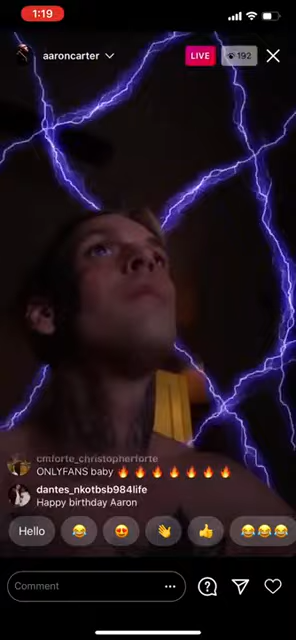 1:19
aaroncarter
LIVE
192
cmforte_christopherforte
ONLYFANS baby 🔥🔥🔥🔥🔥🔥🔥
dantes_nkotbsb984life
Happy birthday Aaron
Hello
Comment